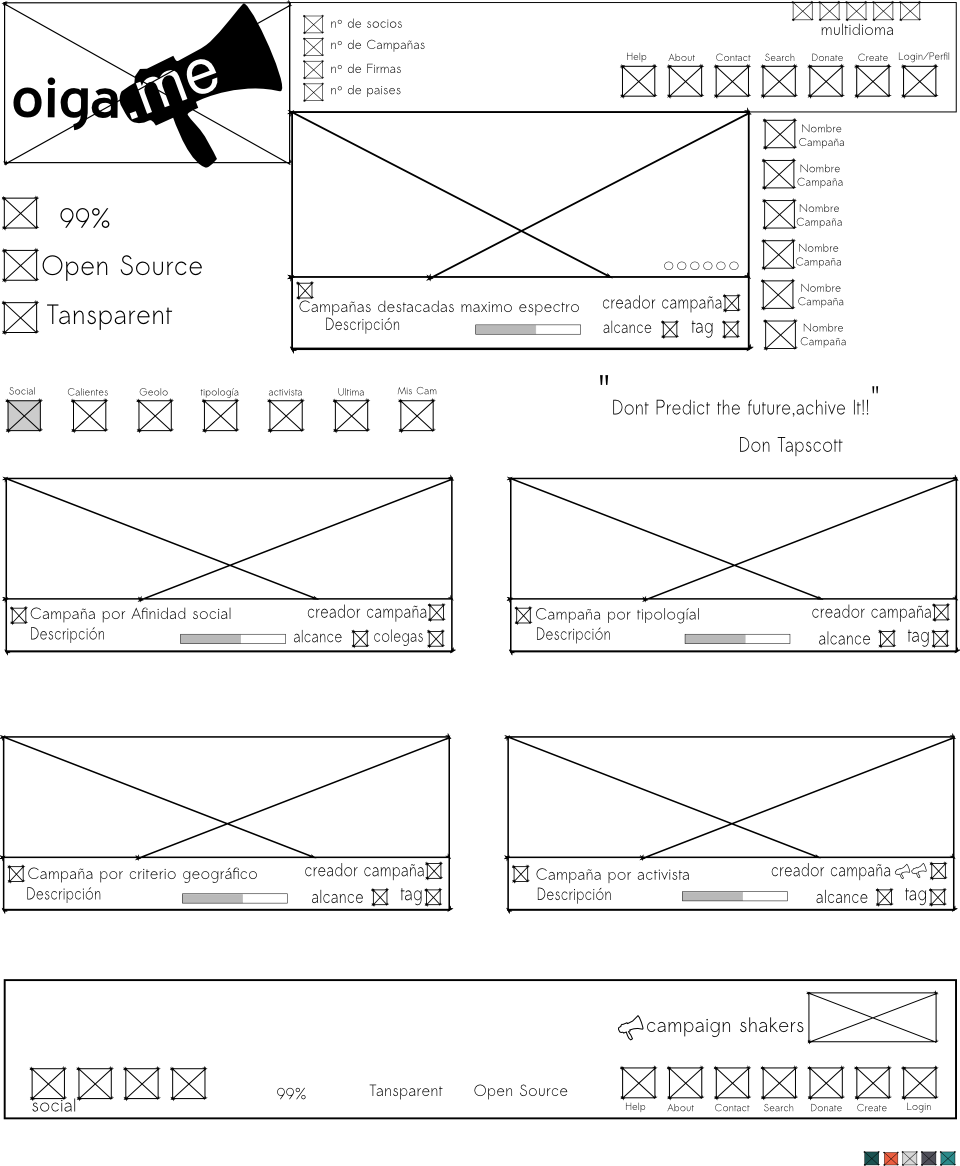 oiga.me
nº de socios
nº de Campañas
nº de Firmas
nº de paises
multidioma
Help About Contact Search Donate Create Login/Perfil
Nombre
Campaña
Nombre
Campaña
Nombre
Campaña
Nombre
Campaña
Nombre
Campaña
Nombre
Campaña
99%
Open Source
Tansparent
Campañas destacadas maximo espectro
Descripción
creador campaña
alcance tag
Social Calientes Geolo tipología activista Ultima Mis Cam
"
Dont Predict the future,achive It!! "
Don Tapscott
Campaña por Afinidad social
Descripción
creador campaña
alcance colegas
Campaña por tipologíal
Descripción
creador campaña
alcance tag
Campaña por criterio geográfico
Descripción
creador campaña
alcance tag
Campaña por activista
Descripción
creador campaña
alcance tag
campaign shakers
social
99% Tansparent Open Source
Help About Contact Search Donate Create Login